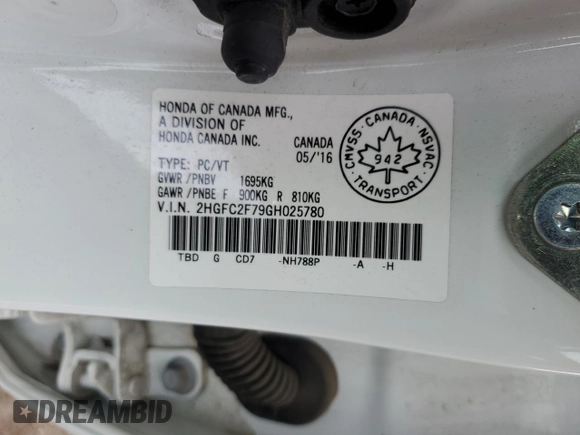 HONDA OF CANADA MFG.,
A DIVISION OF
HONDA CANADA INC. CANADA
05/'16
TYPE: PC/VT
GVWR /PNBV 1695KG
GAWR /PNBE F 900KG R 810KG
V.I.N. 2HGFC2F79GH025780
TBD G CD7 -NH788P -A -H
CMVSS·CANADA·NSVAC
942
TRANSPORT
DREAMBID